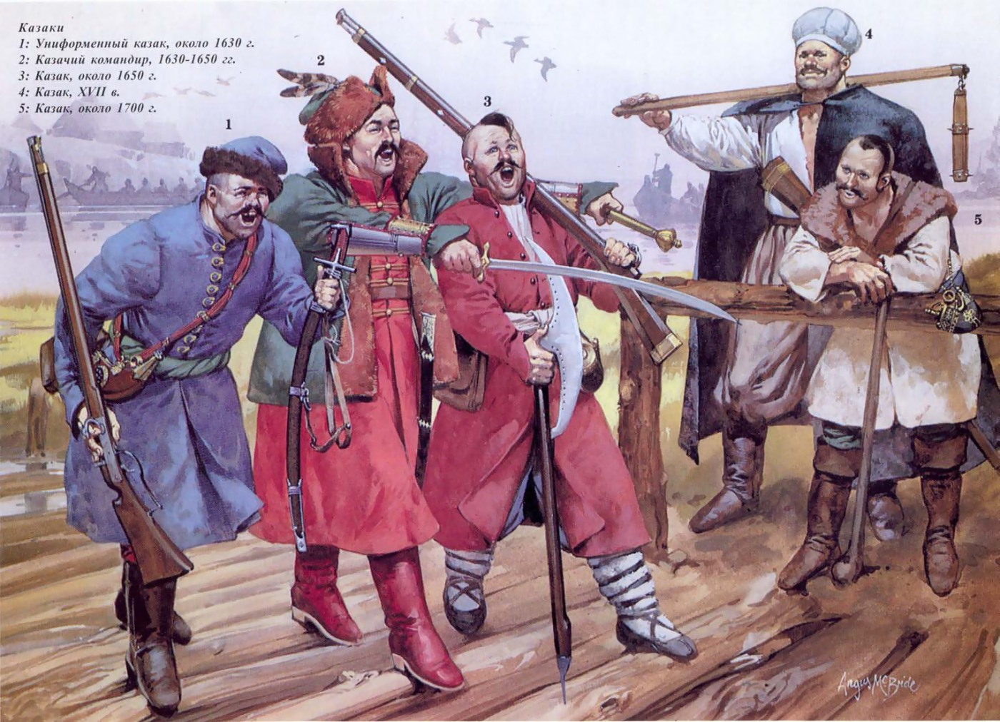 Казаки
1: Униформенный казак, около 1630 г.
2: Казачий командир, 1630-1650 гг.
3: Казак, около 1650 г.
4: Казак, XVII в.
5: Казак, около 1700 г.
1
2
3
4
5
Angus McBride